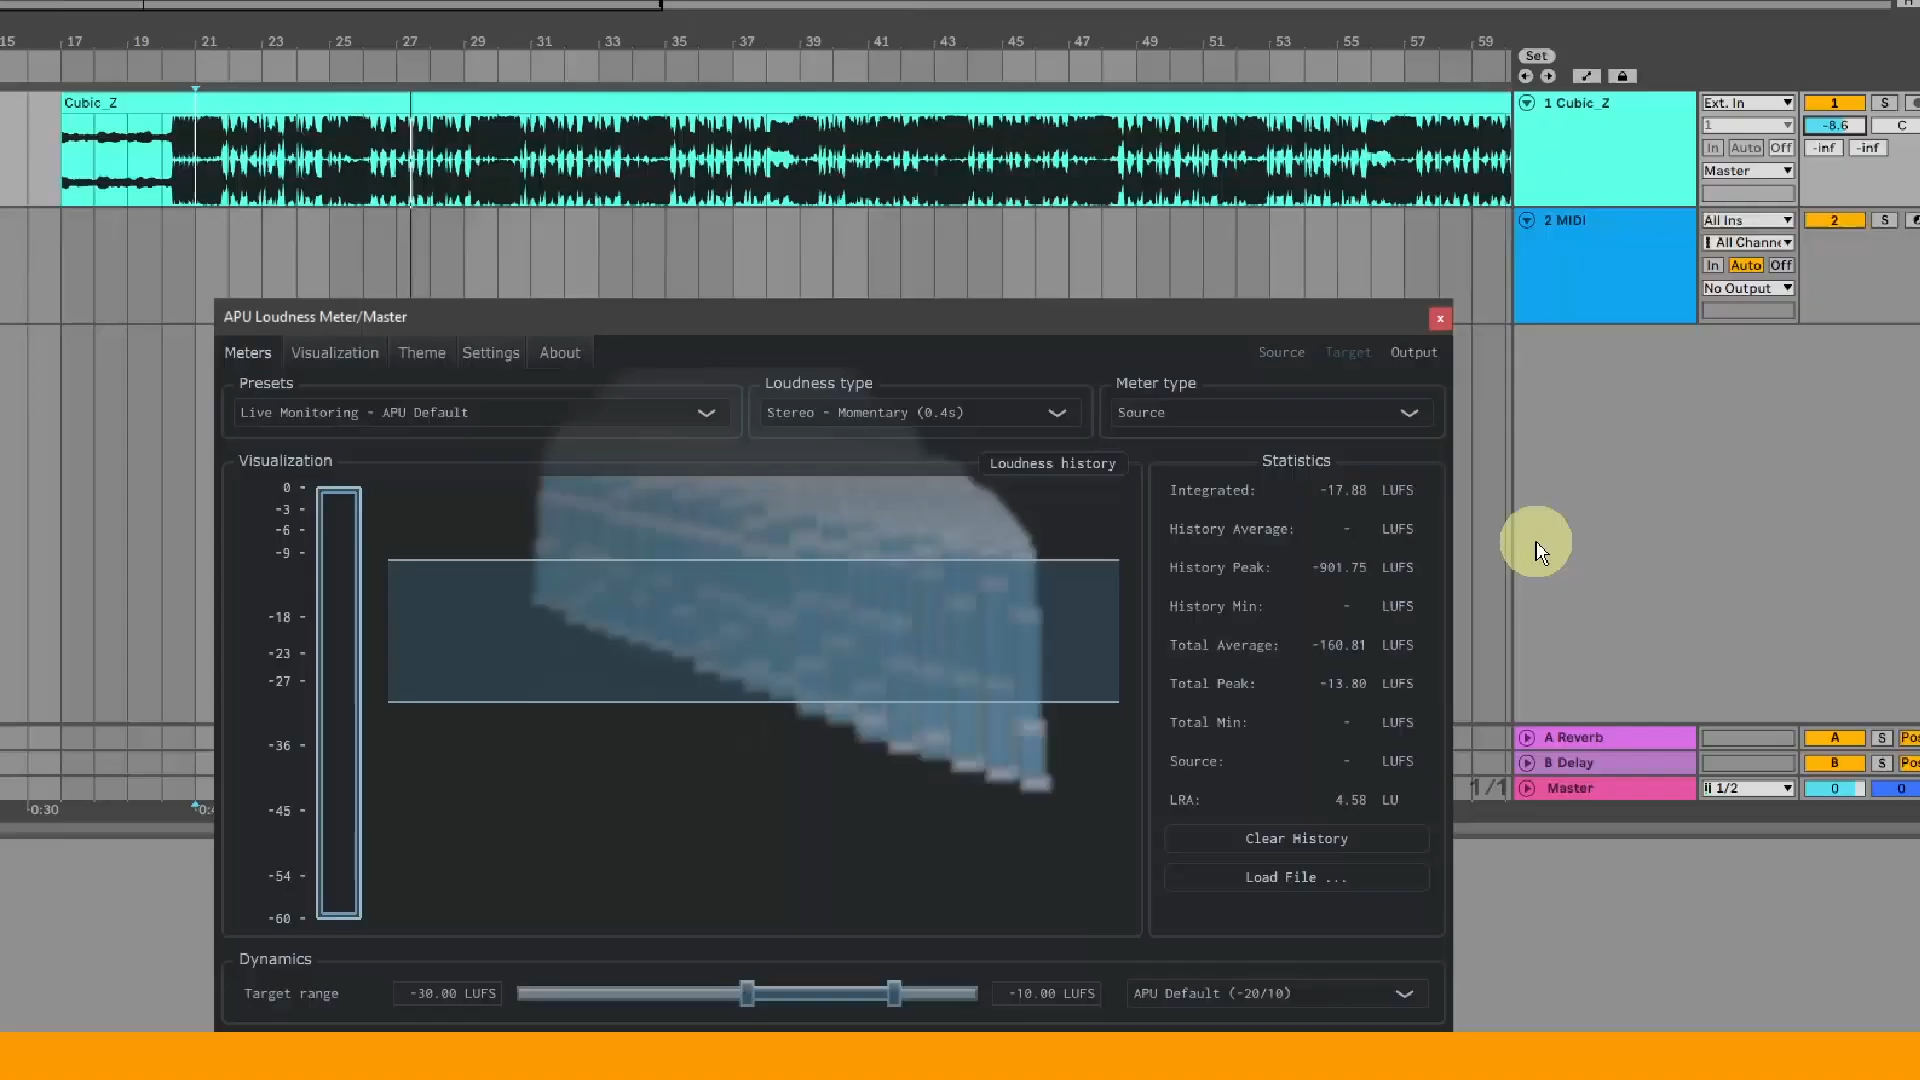 15 17 19 21 23 25 27 29 31 33 35 37 39 41 43 45 47 49 51 53 55 57 59
Set
H
Cubic_Z
1 Cubic_Z Ext. In 1 S
1 -8.6 C
In Auto Off -inf -inf
Master
2 MIDI All Ins 2 S
In Auto Off
No Output
APU Loudness Meter/Master x
Meters Visualization Theme Settings About Source Target Output
Presets Loudness type Meter type
Live Monitoring - APU Default Stereo - Momentary (0.4s) Source
Visualization Loudness history Statistics
0 -
-3 -
-6 -
-9 -
-18 -
-23 -
-27 -
-36 -
-45 -
-54 -
-60 -
Integrated: -17.88 LUFS
History Average: - LUFS
History Peak: -901.75 LUFS
History Min: - LUFS
Total Average: -160.81 LUFS
Total Peak: -13.80 LUFS
Total Min: - LUFS
Source: - LUFS
LRA: 4.58 LU
Clear History
Load File ...
Dynamics
Target range -30.00 LUFS -10.00 LUFS APU Default (-20/10)
A Reverb A S
B Delay B S
1/1 Master 1/2 0 0
0:30